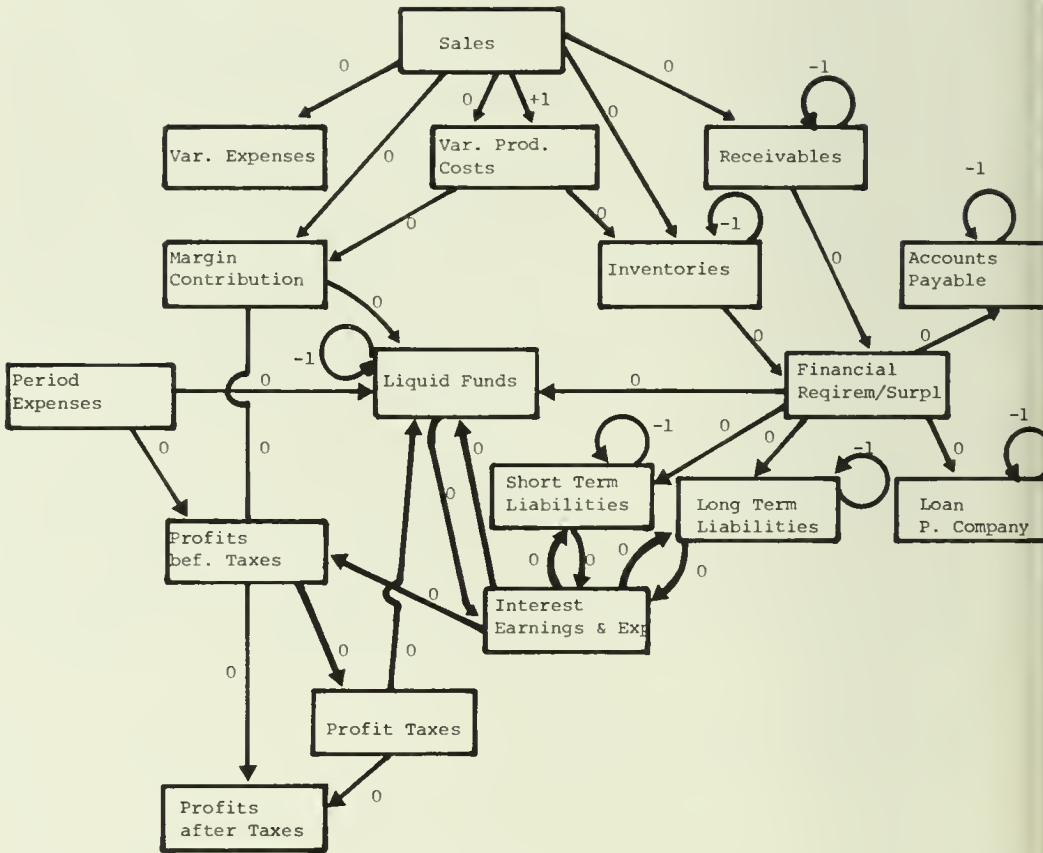 Sales
0
0
+1
0
-1
0
0
Var. Expenses
Var. Prod.
Costs
Receivables
-1
0
0
0
-1
0
Margin
Contribution
Inventories
Accounts
Payable
0
-1
0
0
Period
Expenses
0
Liquid Funds
0
Financial
Reqirem/Surpl
0
0
0
0
-1
0
0
0
-1
-1
Short Term
Liabilities
Long Term
Liabilities
Loan
P. Company
Profits
bef. Taxes
0
0
0
0
0
Interest
Earnings & Exp
0
0
0
Profit Taxes
0
Profits
after Taxes